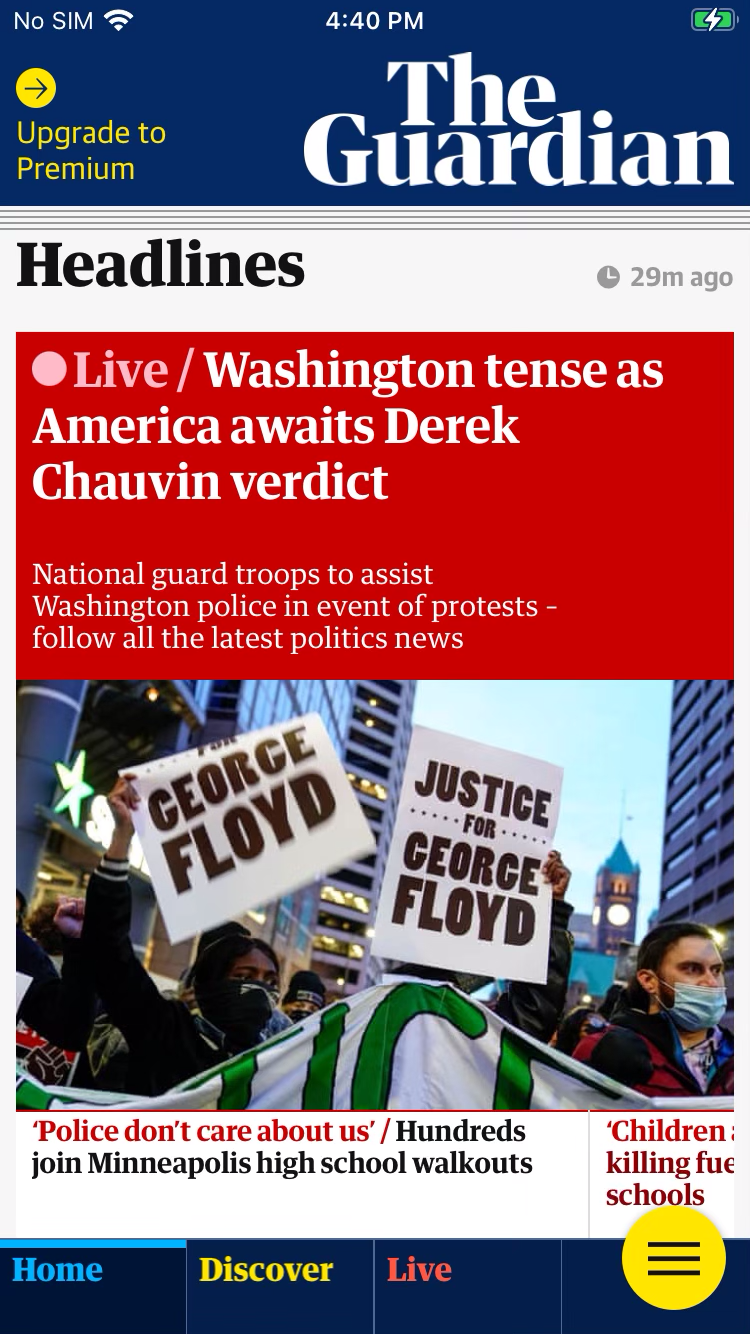 No SIM 4:40 PM
Upgrade to
Premium
The
Guardian
Headlines
29m ago
Live / Washington tense as
America awaits Derek
Chauvin verdict
National guard troops to assist
Washington police in event of protests –
follow all the latest politics news
FOR
GEORGE
FLOYD
JUSTICE
FOR
GEORGE
FLOYD
‘Police don’t care about us’ / Hundreds
join Minneapolis high school walkouts
‘Children
killing
schools
Home
Discover
Live